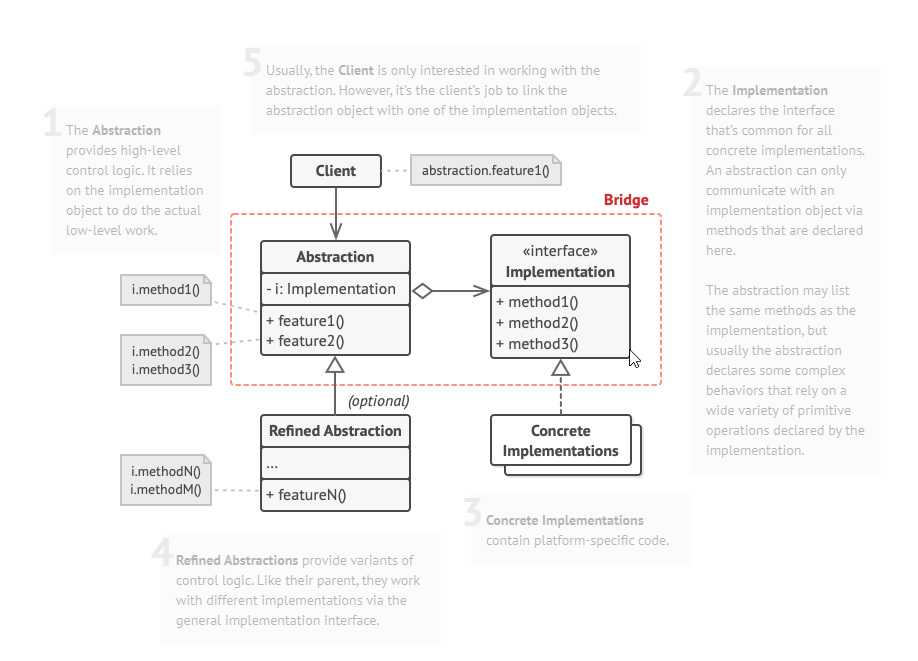 5
Usually, the Client is only interested in working with the
abstraction. However, it's the client's job to link the
abstraction object with one of the implementation objects.
1
The Abstraction
provides high-level
control logic. It relies
on the implementation
object to do the actual
low-level work.
2
The Implementation
declares the interface
that's common for all
concrete implementations.
An abstraction can only
communicate with an
implementation object via
methods that are declared
here.
The abstraction may list
the same methods as the
implementation, but
usually the abstraction
declares some complex
behaviors that rely on a
wide variety of primitive
operations declared by the
implementation.
Client
abstraction.feature1()
Bridge
Abstraction
- i: Implementation
+ feature1()
+ feature2()
«interface»
Implementation
+ method1()
+ method2()
+ method3()
i.method1()
i.method2()
i.method3()
(optional)
Refined Abstraction
...
+ featureN()
Concrete
Implementations
i.methodN()
i.methodM()
3
Concrete Implementations
contain platform-specific code.
4
Refined Abstractions provide variants of
control logic. Like their parent, they work
with different implementations via the
general implementation interface.